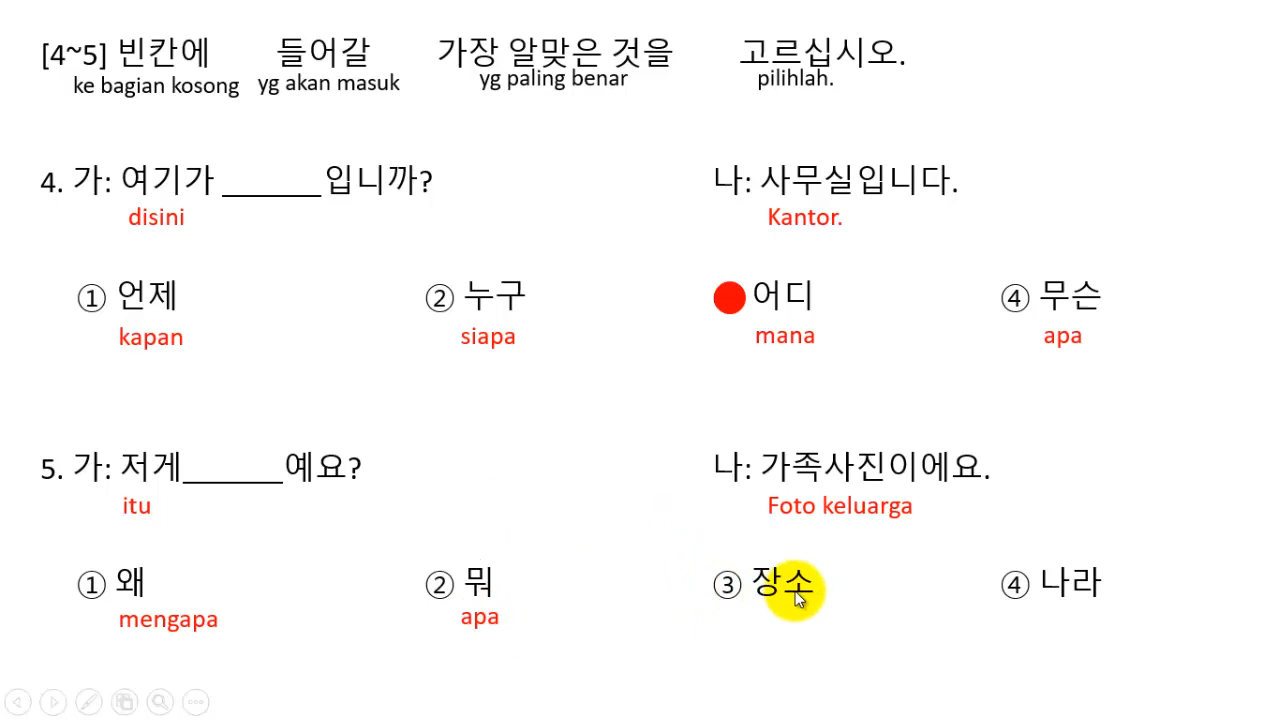 [4~5] 빈칸에 들어갈 가장 알맞은 것을 고르십시오.
ke bagian kosong yg akan masuk yg paling benar pilihlah.
4. 가: 여기가 ______입니까? 나: 사무실입니다.
disini Kantor.
① 언제 ② 누구 어디 ④ 무슨
kapan siapa mana apa
5. 가: 저게______예요? 나: 가족사진이에요.
itu Foto keluarga
① 왜 ② 뭐 ③ 장소 ④ 나라
mengapa apa